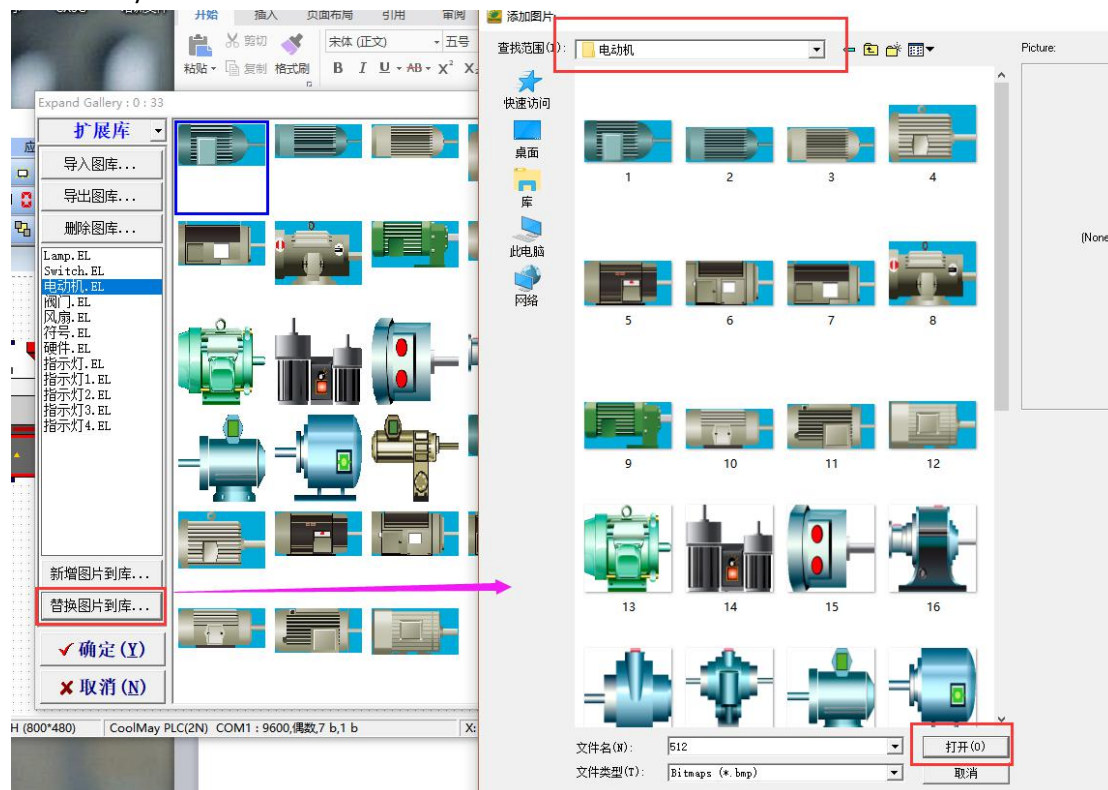 开始 插入 页面布局 引用 审阅
剪切
粘贴 复制 格式刷
宋体 (正文) 五号
B I U AB X² X₂
Expand Gallery : 0 : 33
扩展库
导入图库...
导出图库...
删除图库...
Lamp.EL
Switch.EL
电动机.EL
阀门.EL
风扇.EL
符号.EL
硬件.EL
指示灯.EL
指示灯1.EL
指示灯2.EL
指示灯3.EL
指示灯4.EL
新增图片到库...
替换图片到库...
确定(Y)
取消(N)
H (800*480) CoolMay PLC(2N) COM1 : 9600,偶数,7 b,1 b X:
添加图片
查找范围(I): 电动机
快速访问
桌面
库
此电脑
网络
1 2 3 4
5 6 7 8
9 10 11 12
13 14 15 16
Picture:
(None
文件名(N): 512 打开(O)
文件类型(T): Bitmaps (*.bmp) 取消